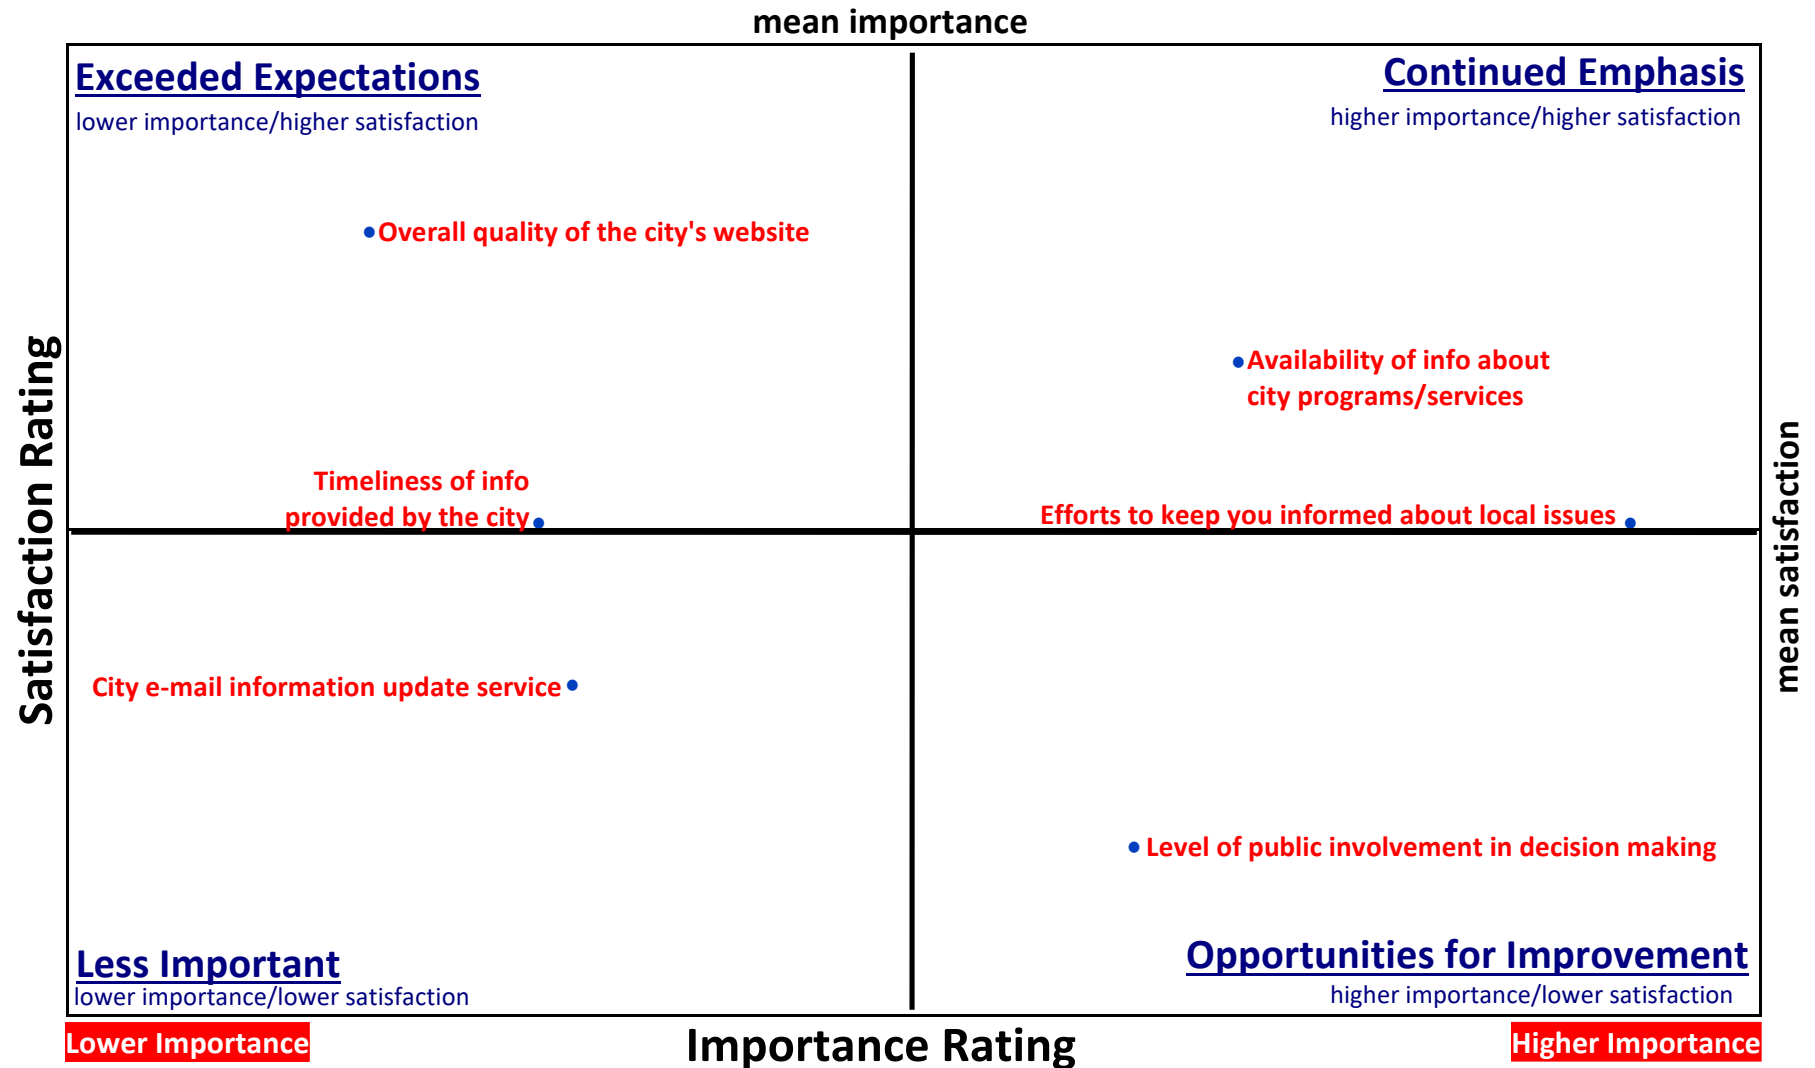 mean importance
Exceeded Expectations
lower importance/higher satisfaction
Continued Emphasis
higher importance/higher satisfaction
Overall quality of the city's website
Availability of info about
city programs/services
Timeliness of info
provided by the city
Efforts to keep you informed about local issues
Satisfaction Rating
mean satisfaction
City e-mail information update service
Level of public involvement in decision making
Less Important
lower importance/lower satisfaction
Opportunities for Improvement
higher importance/lower satisfaction
Lower Importance
Importance Rating
Higher Importance